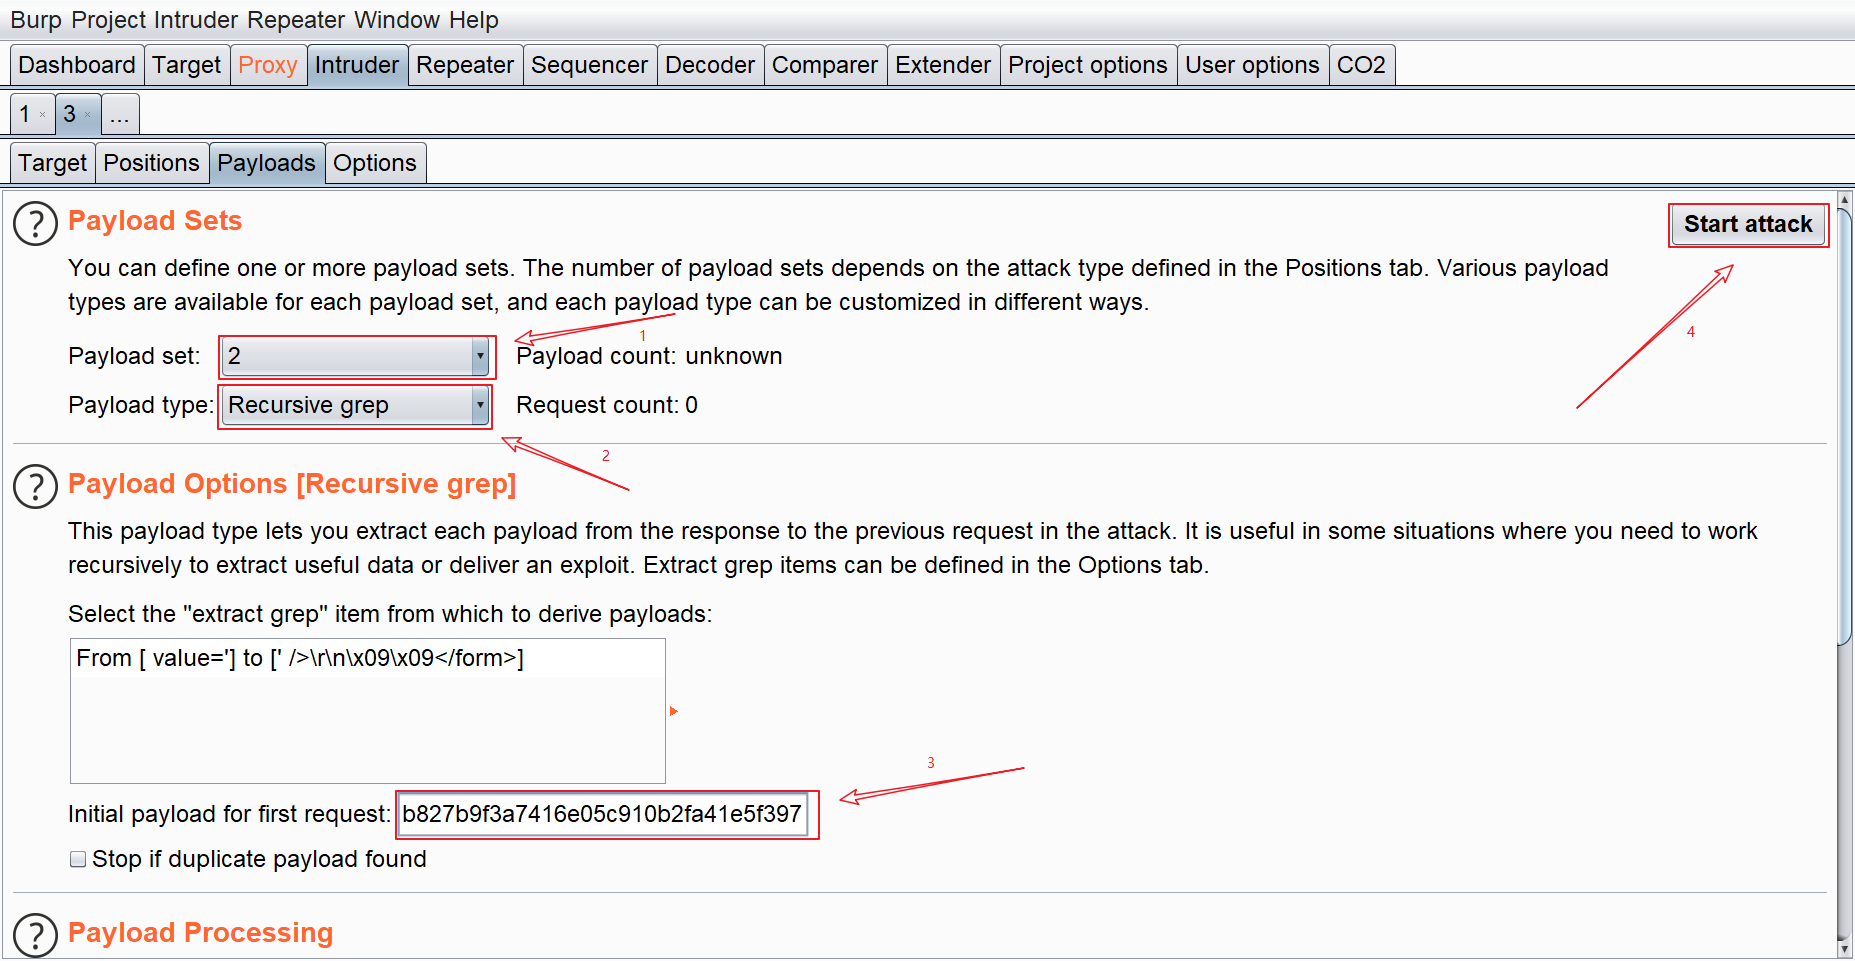 Burp Project Intruder Repeater Window Help
Dashboard Target Proxy Intruder Repeater Sequencer Decoder Comparer Extender Project options User options CO2
1 × 3 × ...
Target Positions Payloads Options
? Payload Sets
Start attack
You can define one or more payload sets. The number of payload sets depends on the attack type defined in the Positions tab. Various payload
types are available for each payload set, and each payload type can be customized in different ways.
1
4
Payload set: 2 Payload count: unknown
Payload type: Recursive grep Request count: 0
2
? Payload Options [Recursive grep]
This payload type lets you extract each payload from the response to the previous request in the attack. It is useful in some situations where you need to work
recursively to extract useful data or deliver an exploit. Extract grep items can be defined in the Options tab.
Select the "extract grep" item from which to derive payloads:
From [ value='] to [' />\r\n\x09\x09</form>]
3
Initial payload for first request: b827b9f3a7416e05c910b2fa41e5f397
Stop if duplicate payload found
? Payload Processing